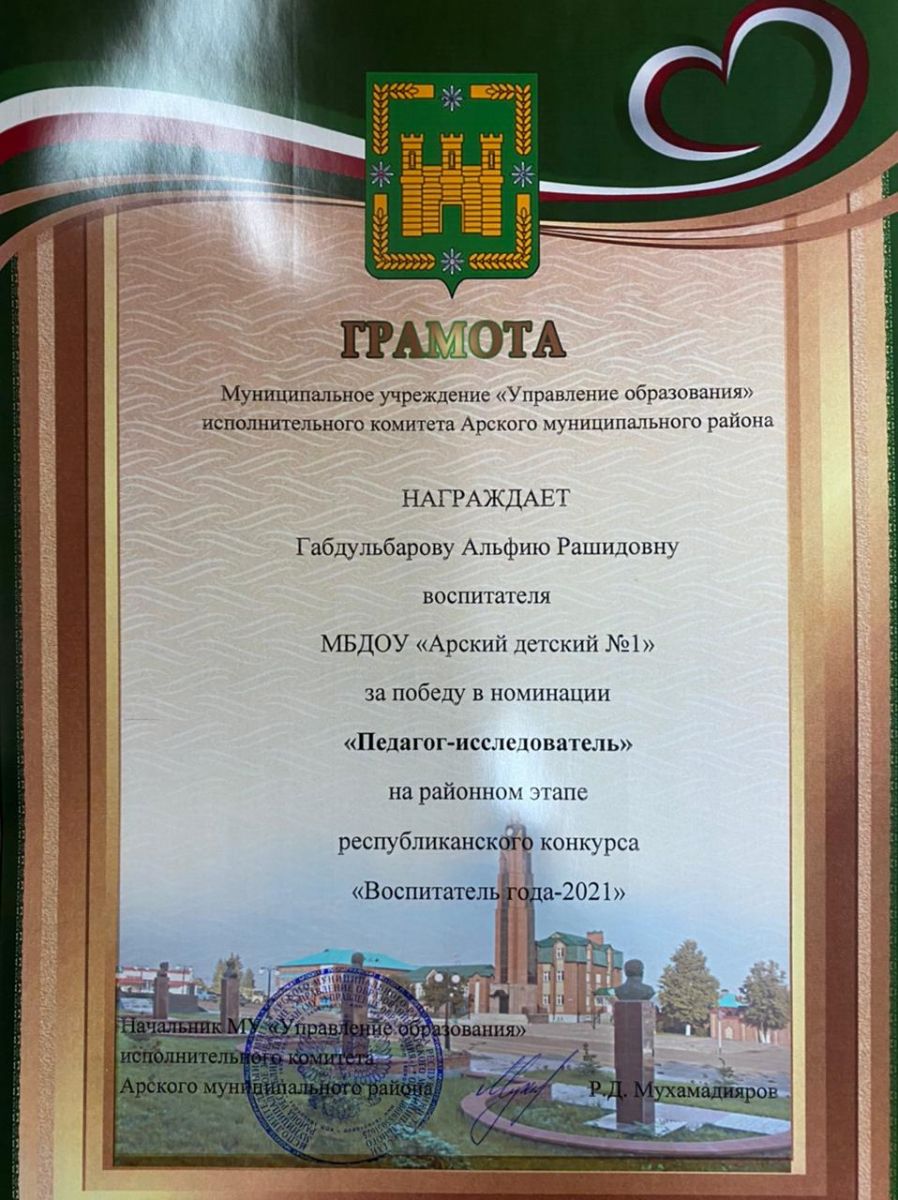 ГРАМОТА
Муниципальное учреждение «Управление образования»
исполнительного комитета Арского муниципального района
НАГРАЖДАЕТ
Габдульбарову Альфию Рашидовну
воспитателя
МБДОУ «Арский детский №1»
за победу в номинации
«Педагог-исследователь»
на районном этапе
республиканского конкурса
«Воспитатель года-2021»
Начальник МУ «Управление образования»
исполнительного комитета
Арского муниципального района
Р.Д. Мухамадияров